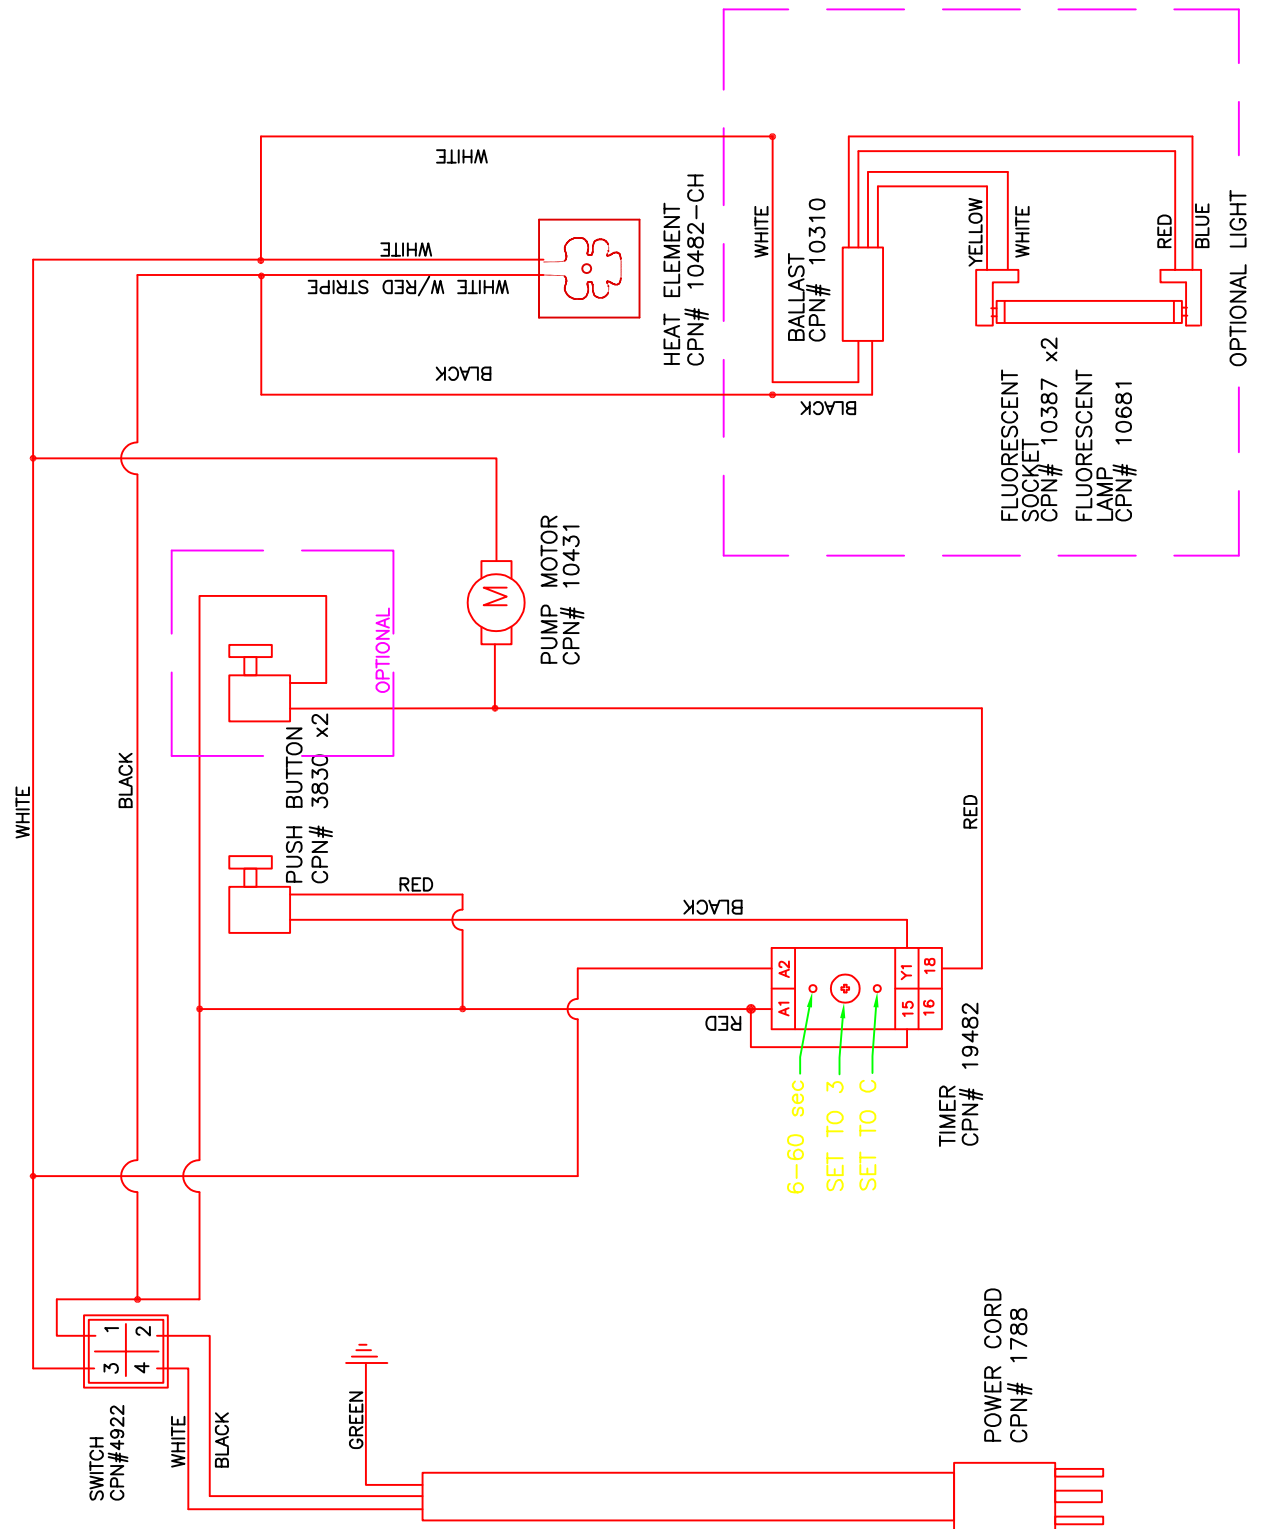 WHITE
WHITE
WHITE W/RED STRIPE
BLACK
HEAT ELEMENT
CPN# 10482-CH
WHITE
BLACK
BALLAST
CPN# 10310
YELLOW
WHITE
RED
BLUE
FLUORESCENT
SOCKET
CPN# 10387 x2
FLUORESCENT
LAMP
CPN# 10681
OPTIONAL LIGHT
WHITE
BLACK
OPTIONAL
PUSH BUTTON
CPN# 3830 x2
M
PUMP MOTOR
CPN# 10431
RED
BLACK
RED
RED
A1
A2
15
Y1
16
18
6-60 sec
SET TO 3
SET TO C
TIMER
CPN# 19482
1
2
3
4
SWITCH
CPN#4922
WHITE
BLACK
GREEN
POWER CORD
CPN# 1788